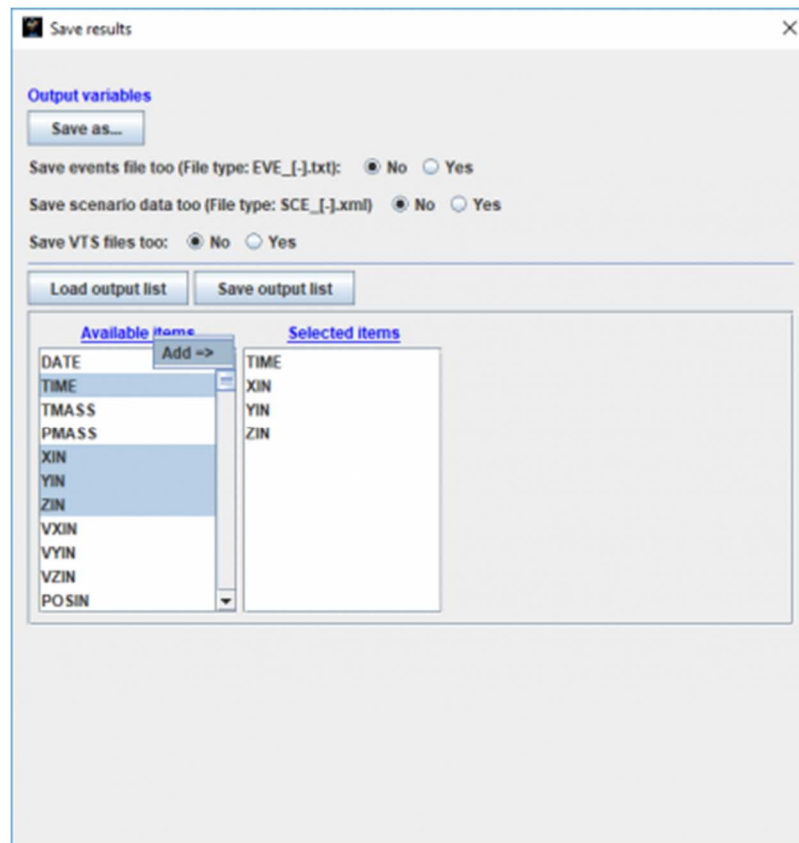 Save results
Output variables
Save as...
Save events file too (File type: EVE_[-].txt): No Yes
Save scenario data too (File type: SCE_[-].xml) No Yes
Save VTS files too: No Yes
Load output list Save output list
Available items Selected items
Add =>
DATE
TIME
TMASS
PMASS
XIN
YIN
ZIN
VXIN
VYIN
VZIN
POSIN
TIME
XIN
YIN
ZIN